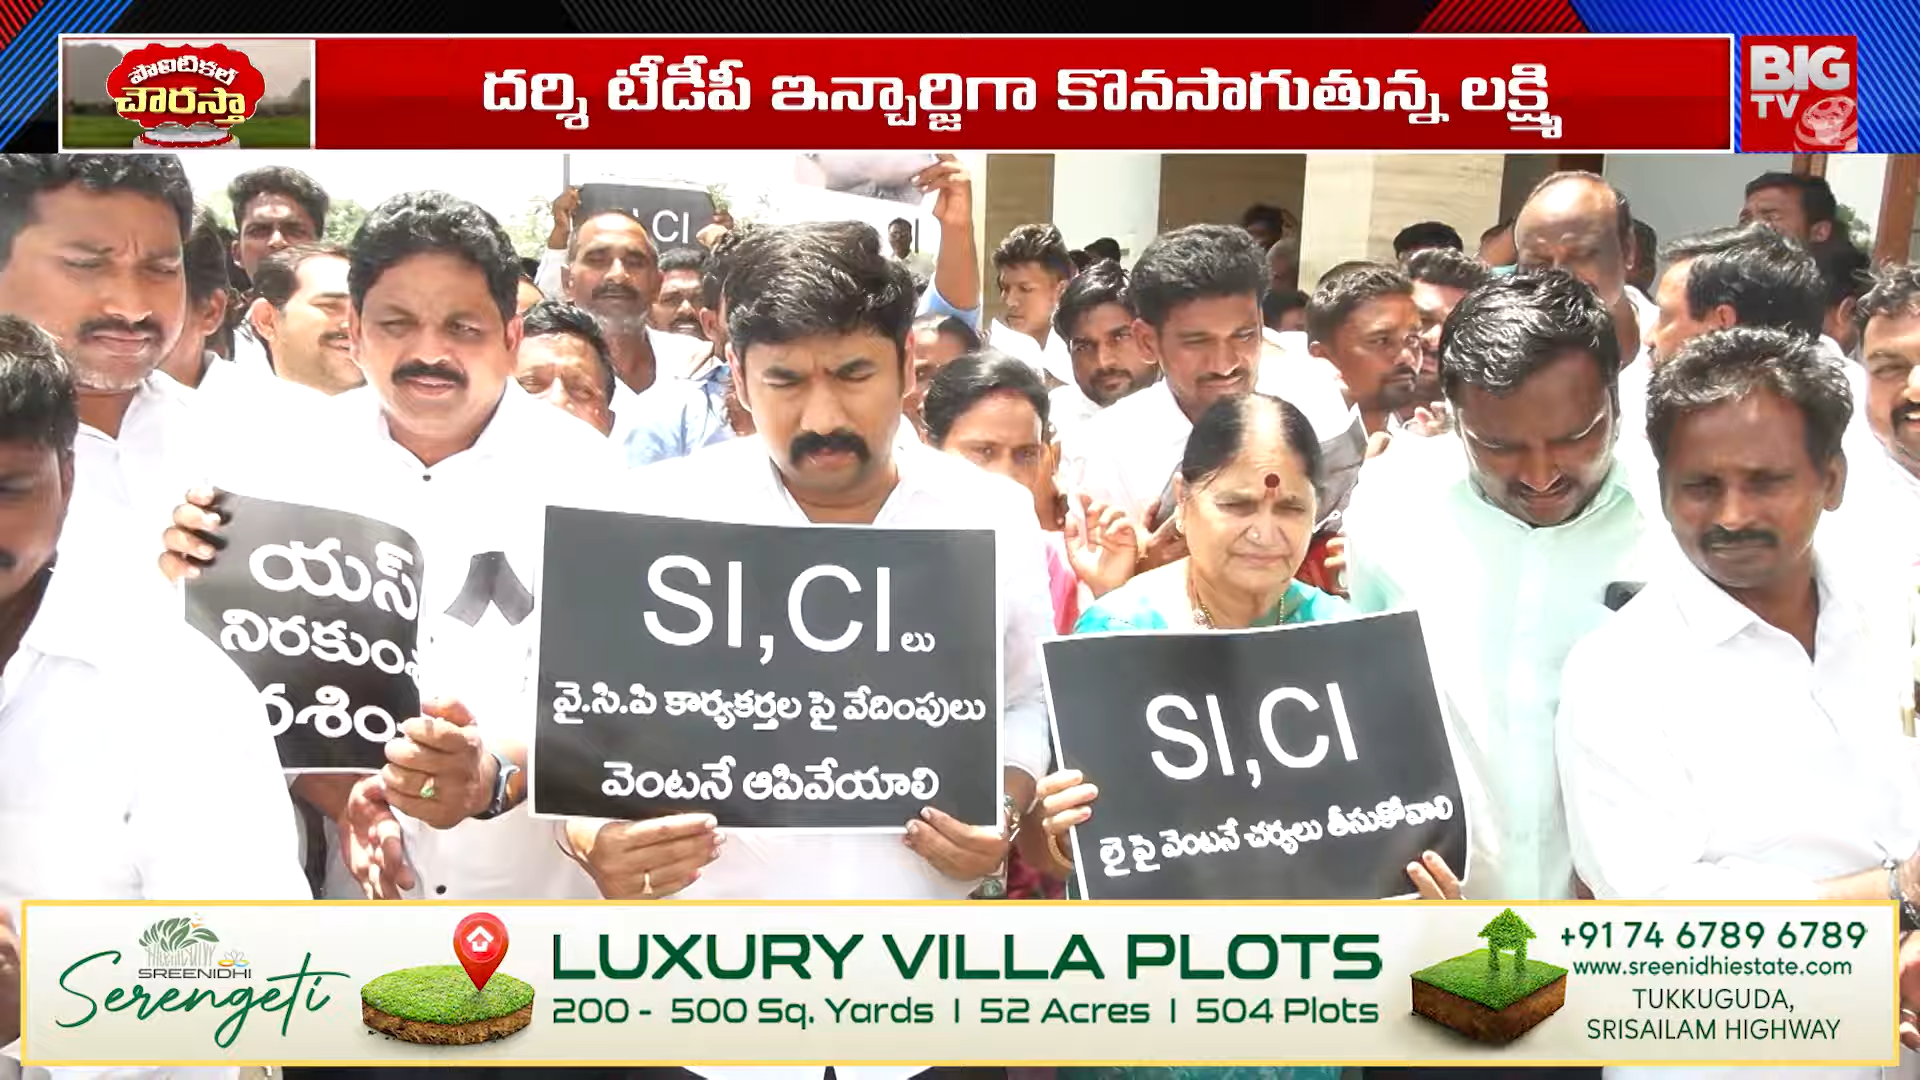 పొలిటికల్
చౌరస్తా
దర్శి టీడీపీ ఇన్చార్జిగా కొనసాగుతున్న లక్ష్మి
BIG
TV
CI
యస్
నిరకుం
SI,CIలు
వై.సి.పి కార్యకర్తల పై వేదింపులు
వెంటనే ఆపివేయాలి
SI,CI
లై పై వెంటనే చర్యలు తీసుకోవాలి
SREENIDHI
Serengeti
LUXURY VILLA PLOTS
200 - 500 Sq. Yards | 52 Acres | 504 Plots
+91 74 6789 6789
www.sreenidhiestate.com
TUKKUGUDA,
SRISAILAM HIGHWAY